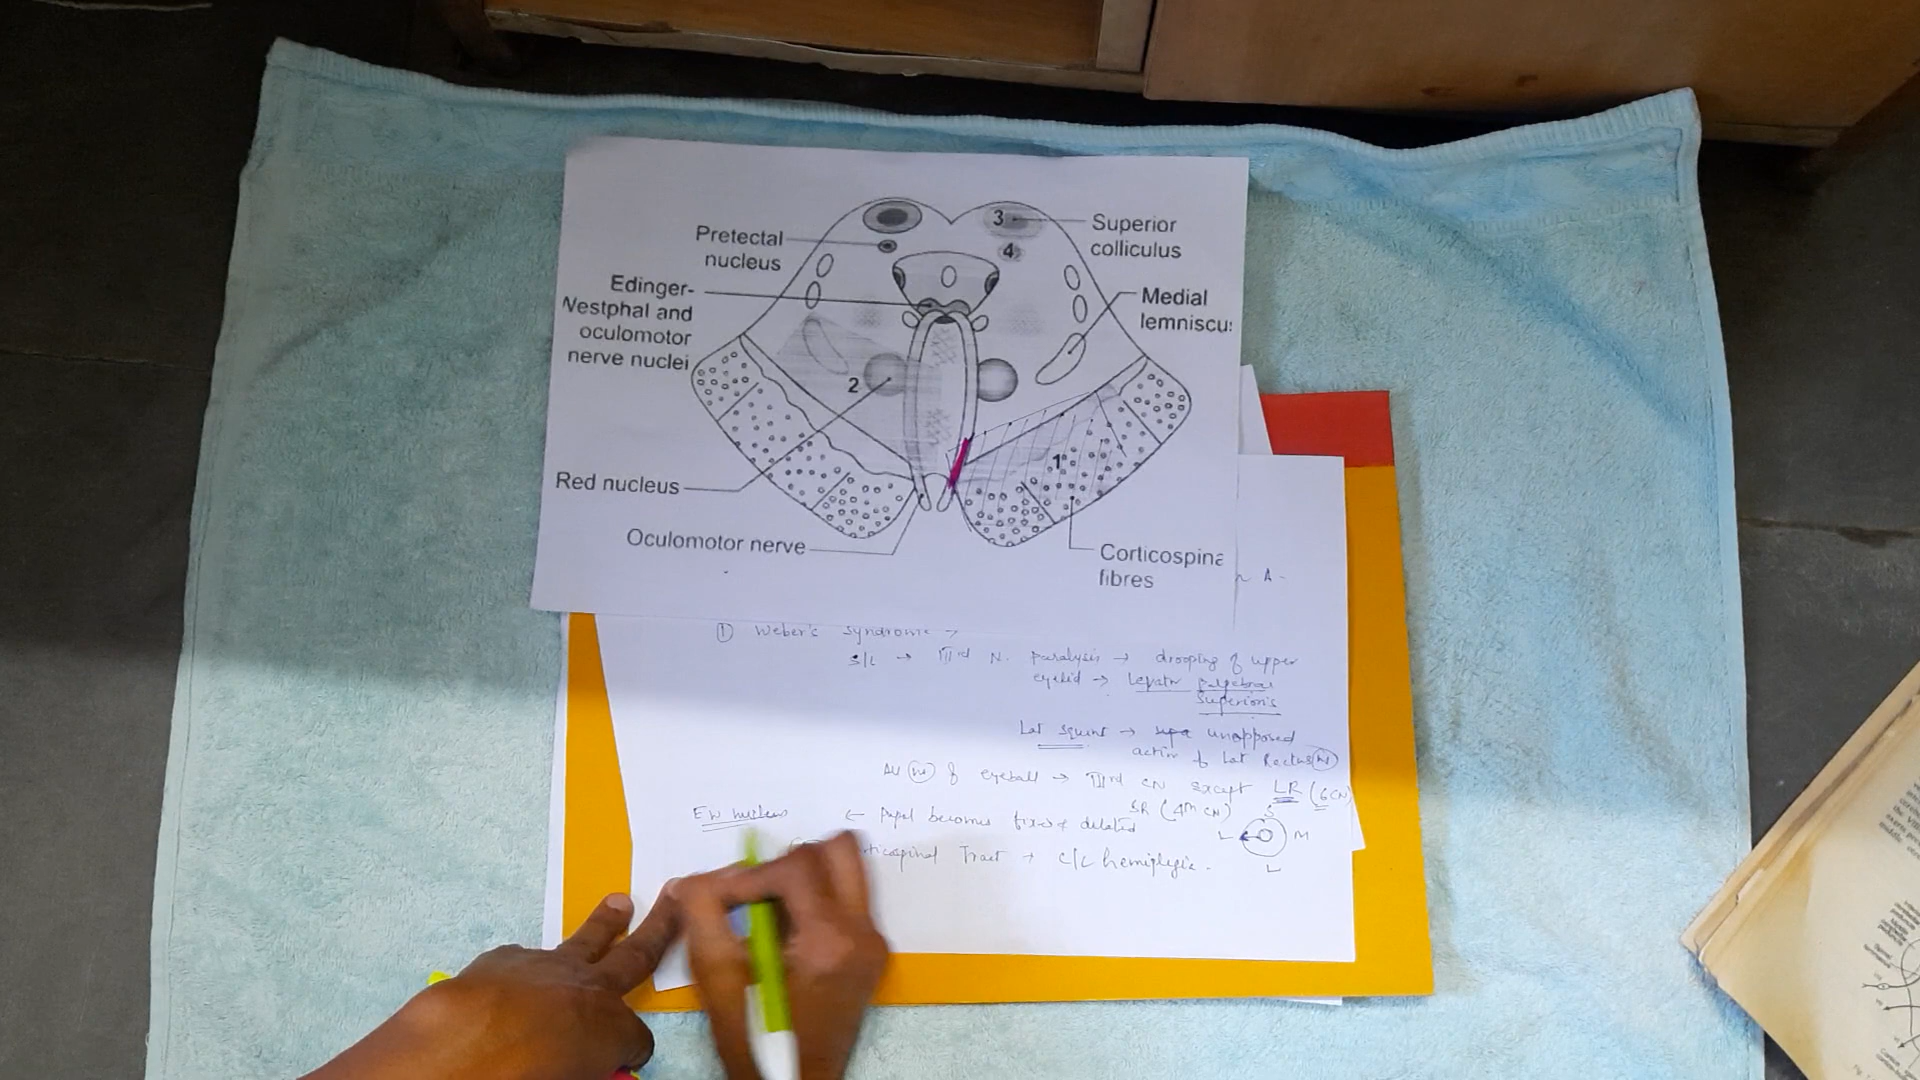 3
Superior
colliculus
Pretectal
nucleus
4
Edinger-
Westphal and
oculomotor
nerve nuclei
Medial
lemniscu
2
1
Red nucleus
Oculomotor nerve
Corticospina
fibres
A.
① Weber's syndrome →
S/L → IIIrd N. paralysis → drooping of upper
eyelid → Levator palpebrae
Superioris
Lat squint → unopposed
action of Lat Rectus (N)
All of eyeball → IIIrd CN except LR (6CN)
SR (4th CN)
EW nucleus ← Pupil becomes fixed & dilated
S
L M
L
rticospinal Tract → C/L hemiplegia.